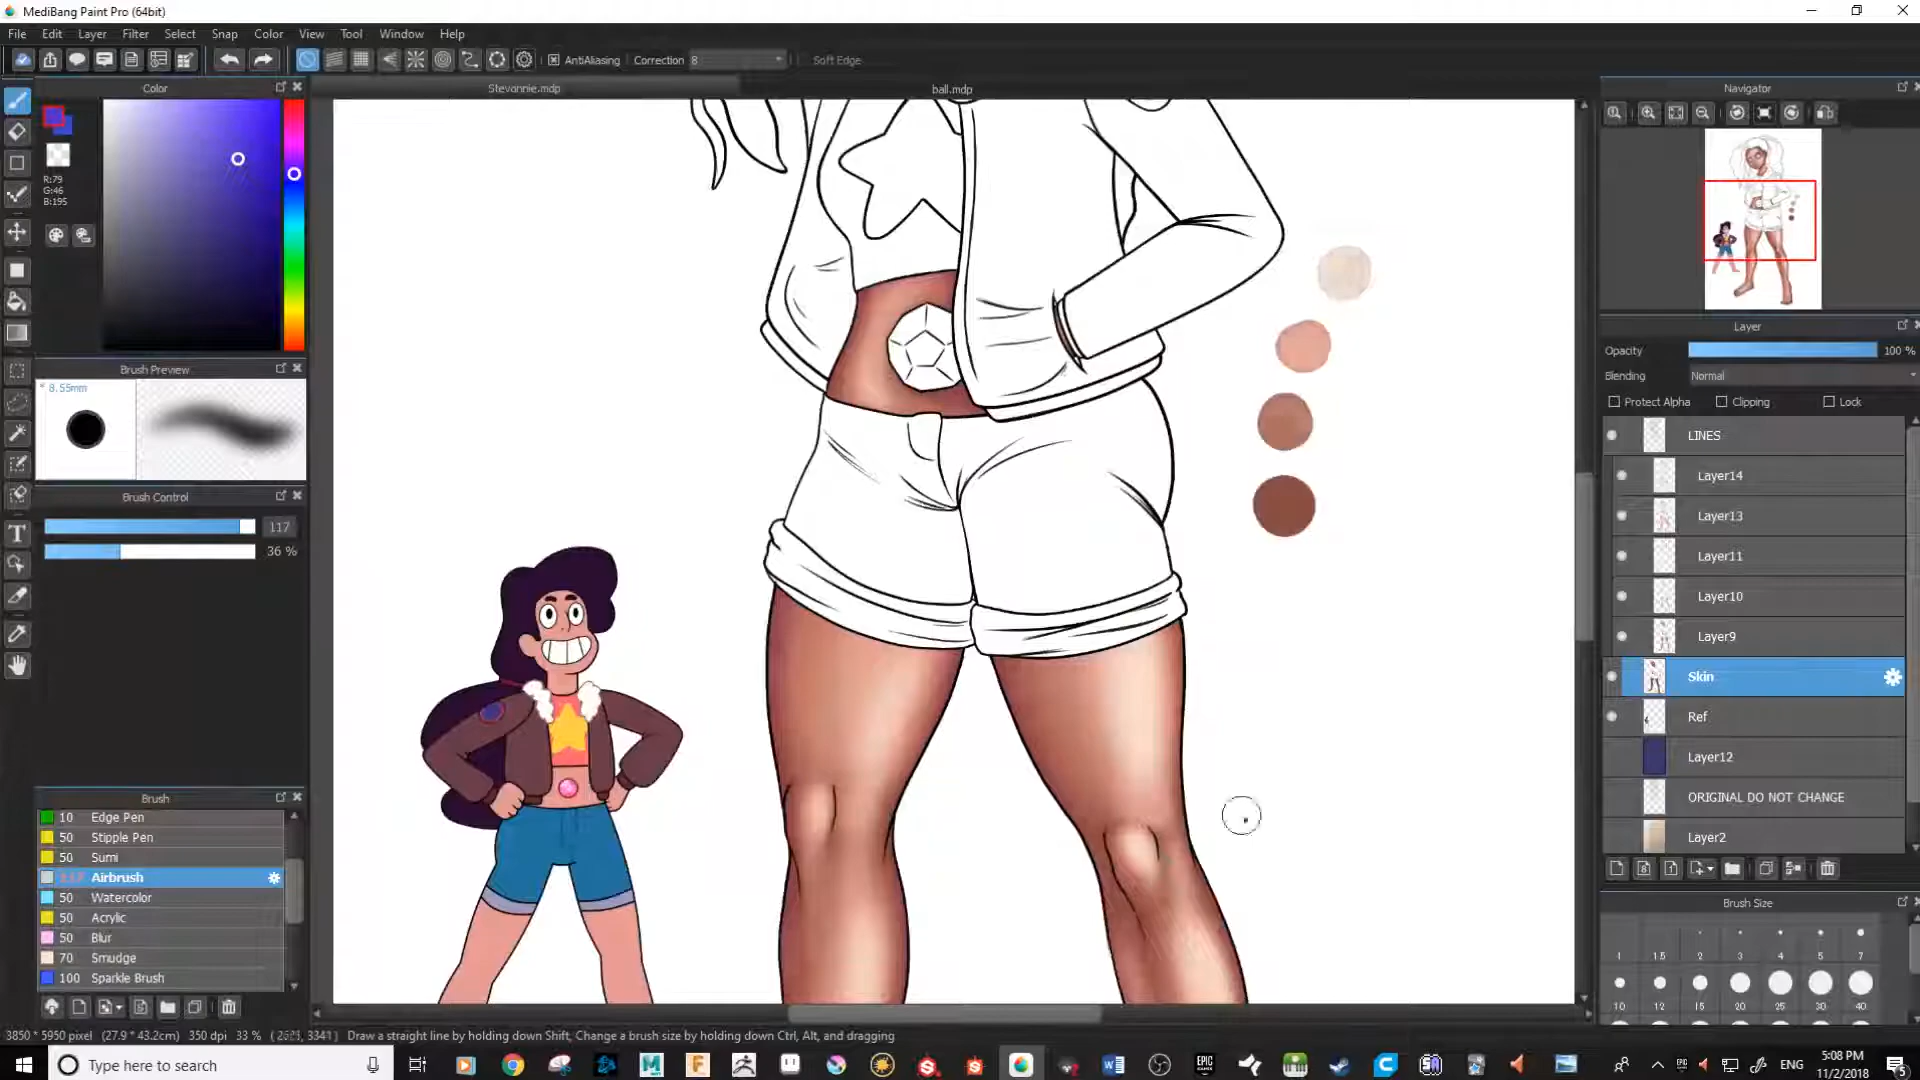 MediBang Paint Pro (64bit)
File Edit Layer Filter Select Snap Color View Tool Window Help
AntiAliasing Correction 8 Soft Edge
Color
Stevonnie.mdp
ball.mdp
Navigator
R:79
G:46
B:195
Brush Preview
* 8.55mm
Brush Control
117
36 %
Layer
Opacity 100 %
Blending Normal
Protect Alpha Clipping Lock
LINES
Layer14
Layer13
Layer11
Layer10
Layer9
Skin
Ref
Layer12
ORIGINAL DO NOT CHANGE
Layer2
Brush
10 Edge Pen
50 Stipple Pen
50 Sumi
117 Airbrush
50 Watercolor
50 Acrylic
50 Blur
70 Smudge
100 Sparkle Brush
Brush Size
1 1.5 2 3 4 5 7
10 12 15 20 25 30 40
3850 * 5950 pixel (27.9 * 43.2cm) 350 dpi 33 % Draw a straight line by holding down Shift, Change a brush size by holding down Ctrl, Alt, and dragging
Type here to search
ENG
5:08 PM
11/2/2018